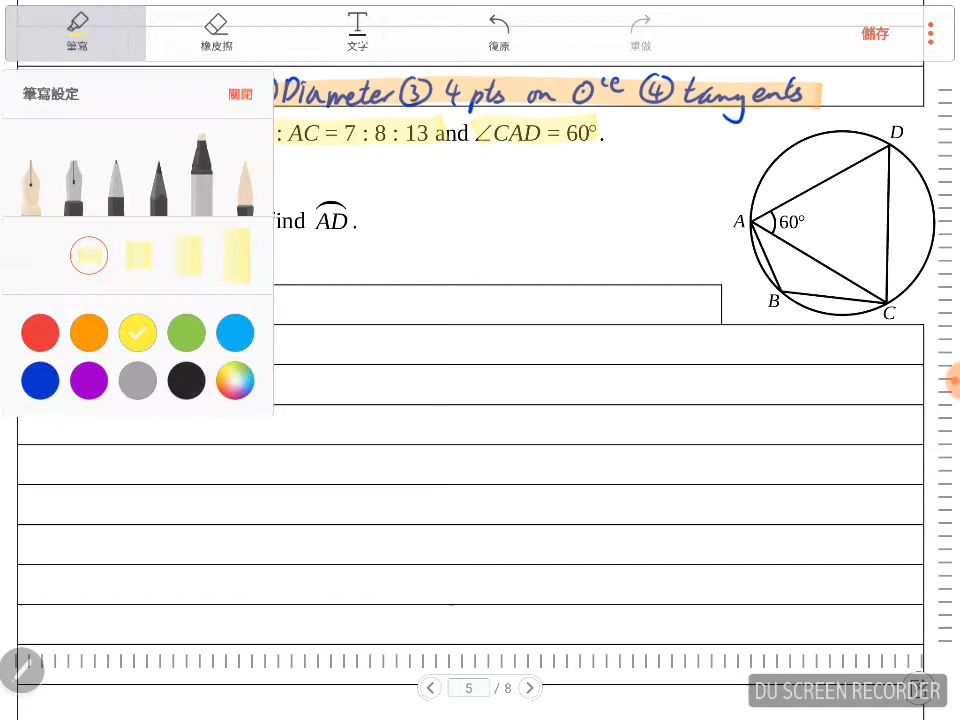 筆寫 橡皮擦 文字 復原 重做 儲存
Diameter ③ 4 pts on ⊙ᶜᵉ ④ tangents
筆寫設定 關閉
: AC = 7 : 8 : 13 and ∠CAD = 60°.
find AD.
D
A 60°
B
C
5 / 8
DU SCREEN RECORDER